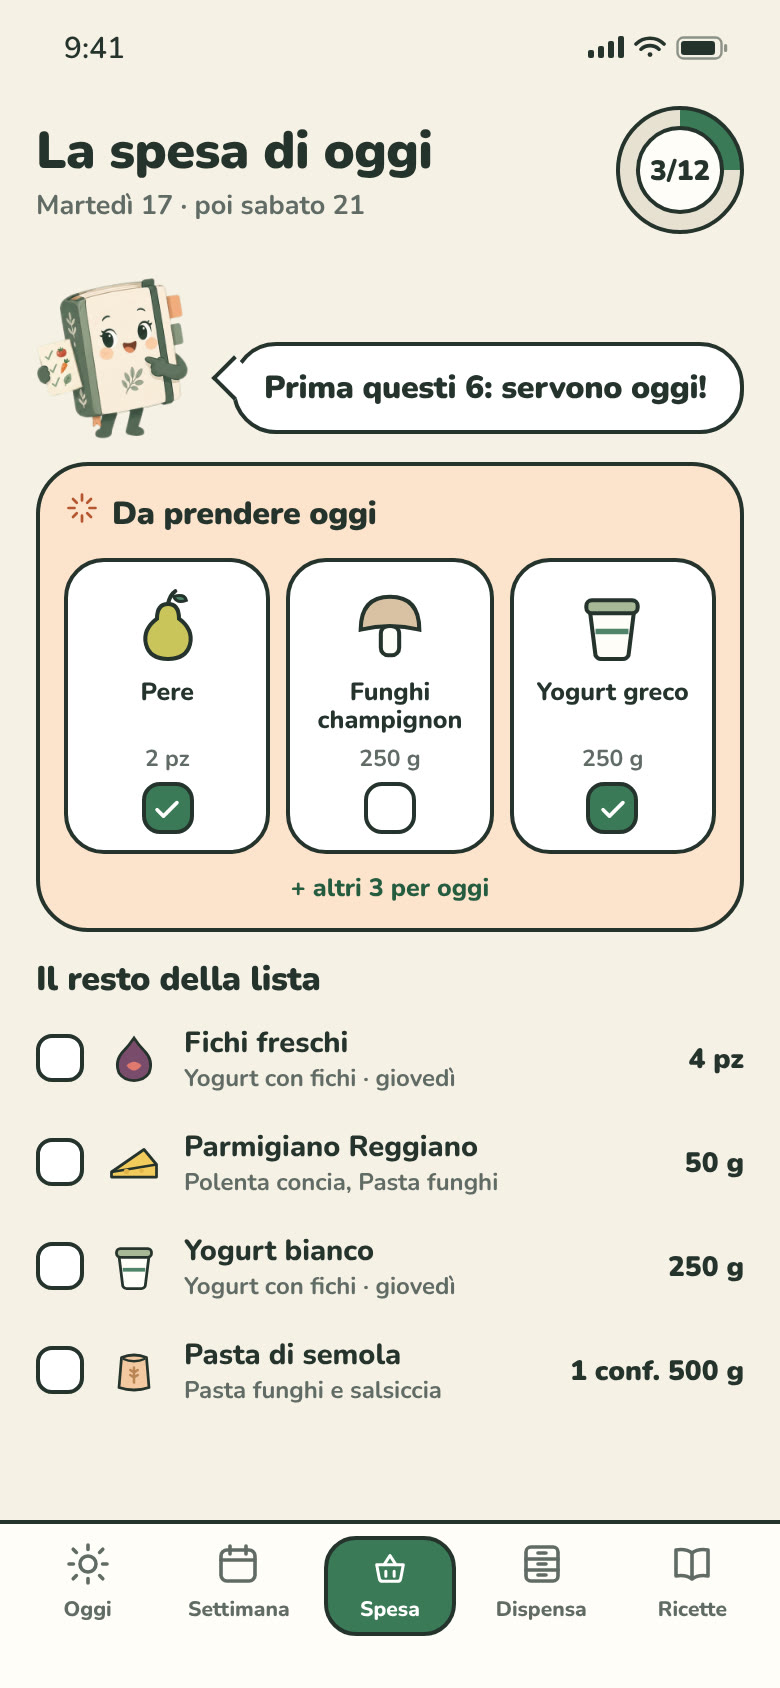 9:41
La spesa di oggi
Martedì 17 · poi sabato 21
3/12
Prima questi 6: servono oggi!
Da prendere oggi
Pere
2 pz
Funghi
champignon
250 g
Yogurt greco
250 g
+ altri 3 per oggi
Il resto della lista
Fichi freschi
Yogurt con fichi · giovedì
4 pz
Parmigiano Reggiano
Polenta concia, Pasta funghi
50 g
Yogurt bianco
Yogurt con fichi · giovedì
250 g
Pasta di semola
Pasta funghi e salsiccia
1 conf. 500 g
Oggi
Settimana
Spesa
Dispensa
Ricette